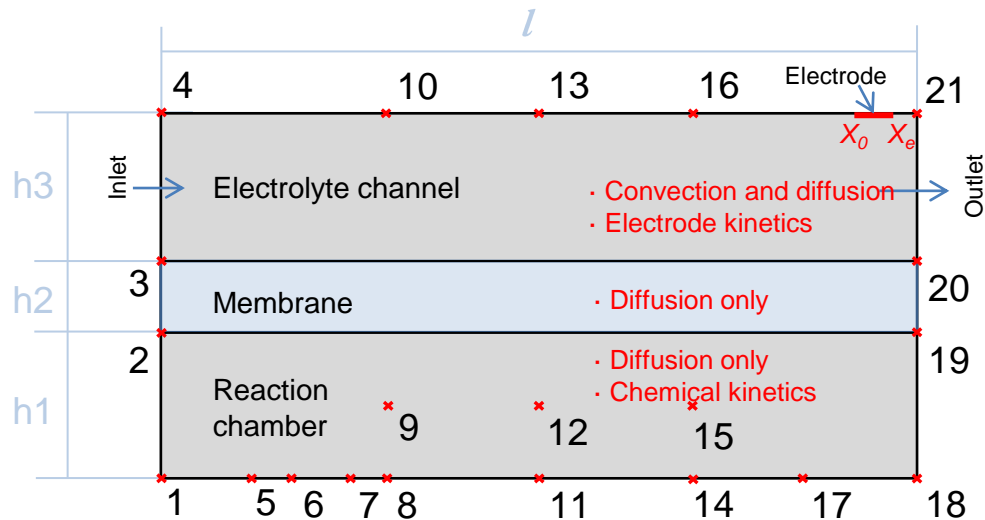 l
4
10
13
16
Electrode
21
X0
Xe
h3
Inlet
Electrolyte channel
· Convection and diffusion
· Electrode kinetics
Outlet
3
20
h2
Membrane
· Diffusion only
2
19
· Diffusion only
· Chemical kinetics
h1
Reaction
chamber
9
12
15
1
5
6
7
8
11
14
17
18